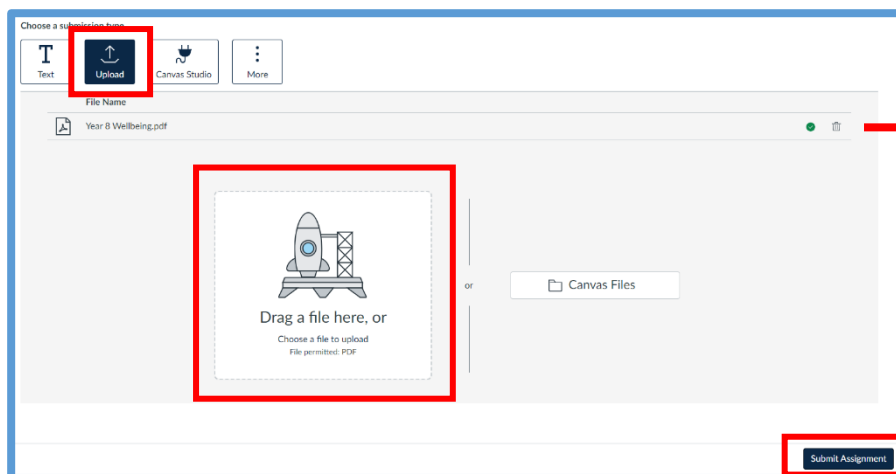 Choose a submission type
Text
Upload
Canvas Studio
More
File Name
Year 8 Wellbeing.pdf
Drag a file here, or
Choose a file to upload
File permitted: PDF
or
Canvas Files
Submit Assignment